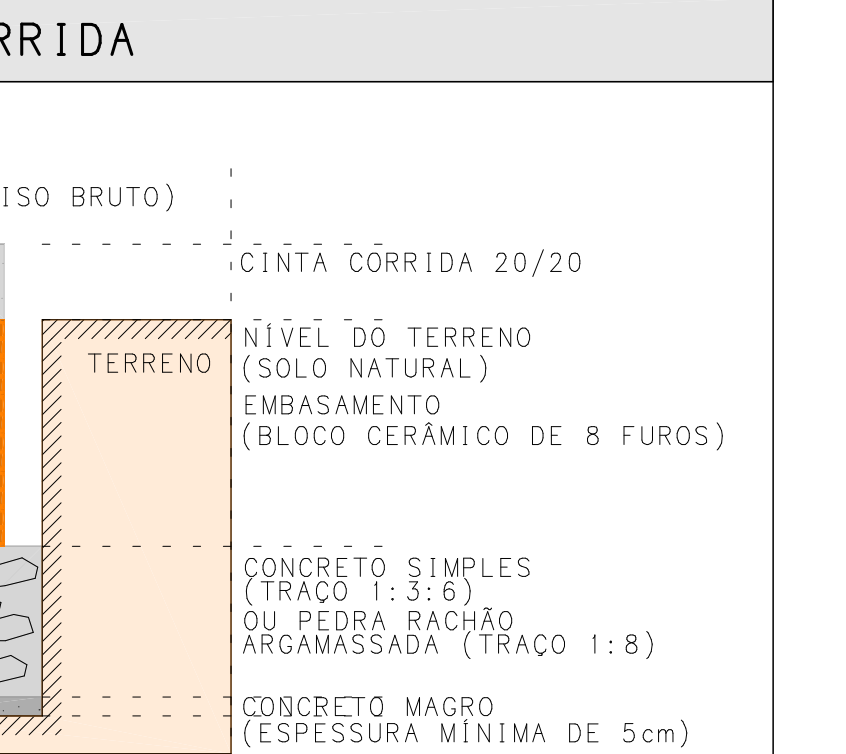 RRIDA
ISO BRUTO)
CINTA CORRIDA 20/20
NÍVEL DO TERRENO
(SOLO NATURAL)
TERRENO
EMBASAMENTO
(BLOCO CERÂMICO DE 8 FUROS)
CONCRETO SIMPLES
(TRAÇO 1:3:6)
OU PEDRA RACHÃO
ARGAMASSADA (TRAÇO 1:8)
CONCRETO MAGRO
(ESPESSURA MÍNIMA DE 5cm)